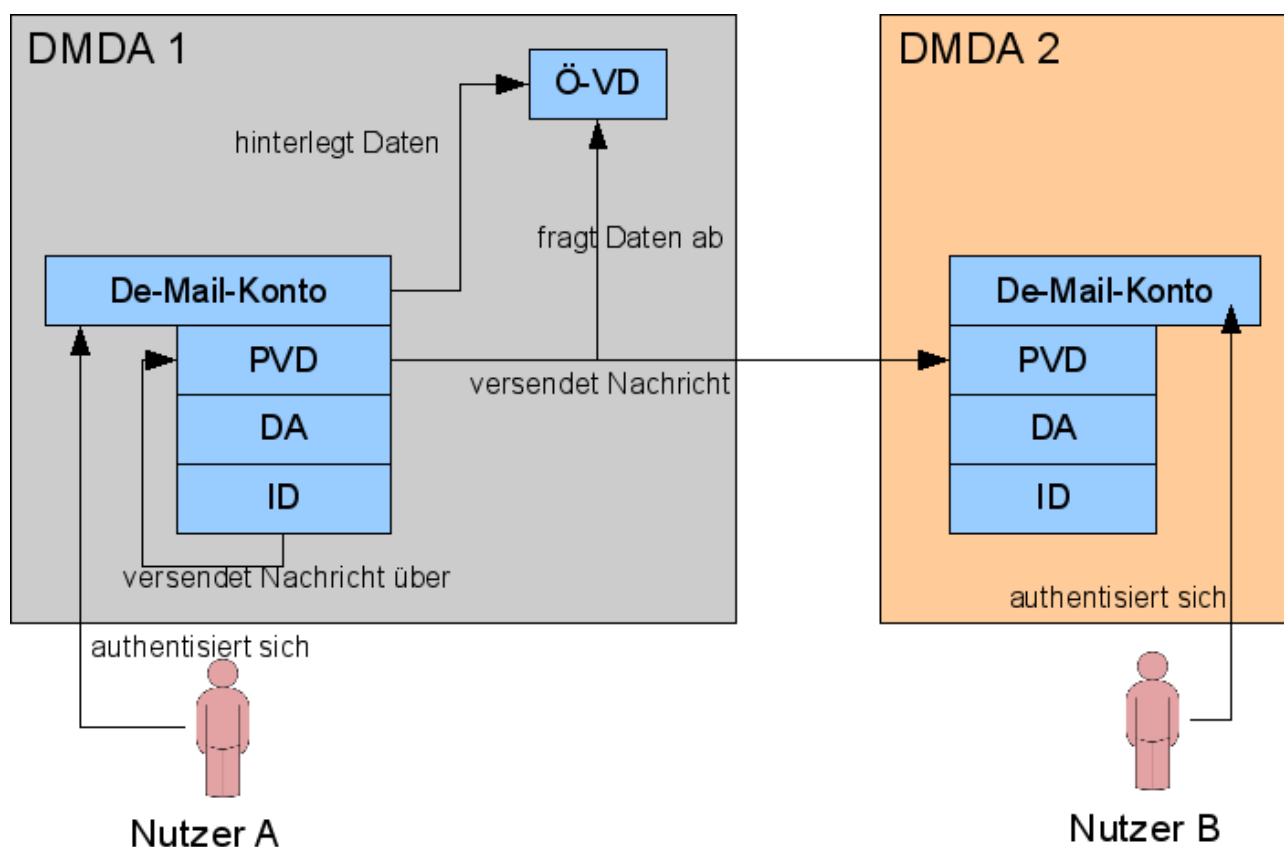 DMDA 1
Ö-VD
hinterlegt Daten
fragt Daten ab
De-Mail-Konto
PVD
DA
ID
versendet Nachricht
versendet Nachricht über
authentisiert sich
Nutzer A
DMDA 2
De-Mail-Konto
PVD
DA
ID
authentisiert sich
Nutzer B